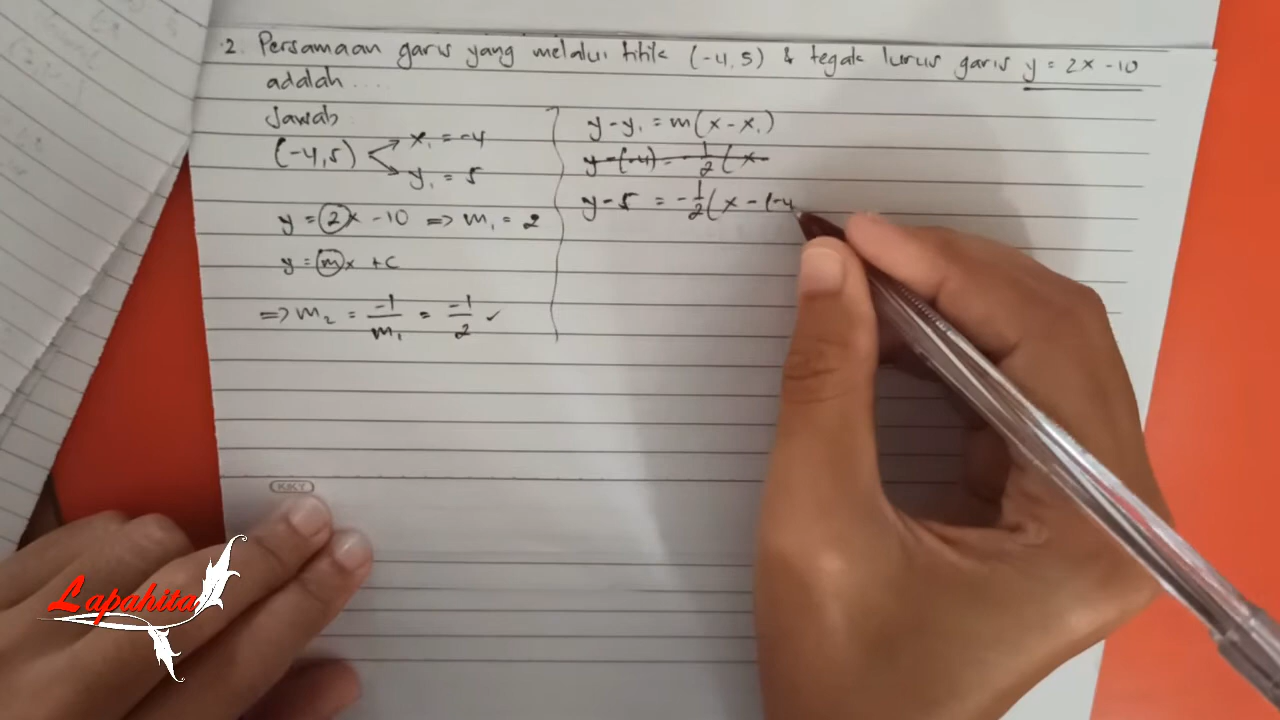 2. Persamaan garis yang melalui titik (-4, 5) & tegak lurus garis y = 2x - 10
adalah....
Jawab
(-4, 5)
x₁ = -4
y₁ = 5
y = 2x - 10 => m₁ = 2
y = mx + c
=> m₂ = -1/m₁ = -1/2 ✓
y - y₁ = m(x - x₁)
y - (-4) = -1/2 (x -
y - 5 = -1/2 (x - (-4
KKY
Lapahita